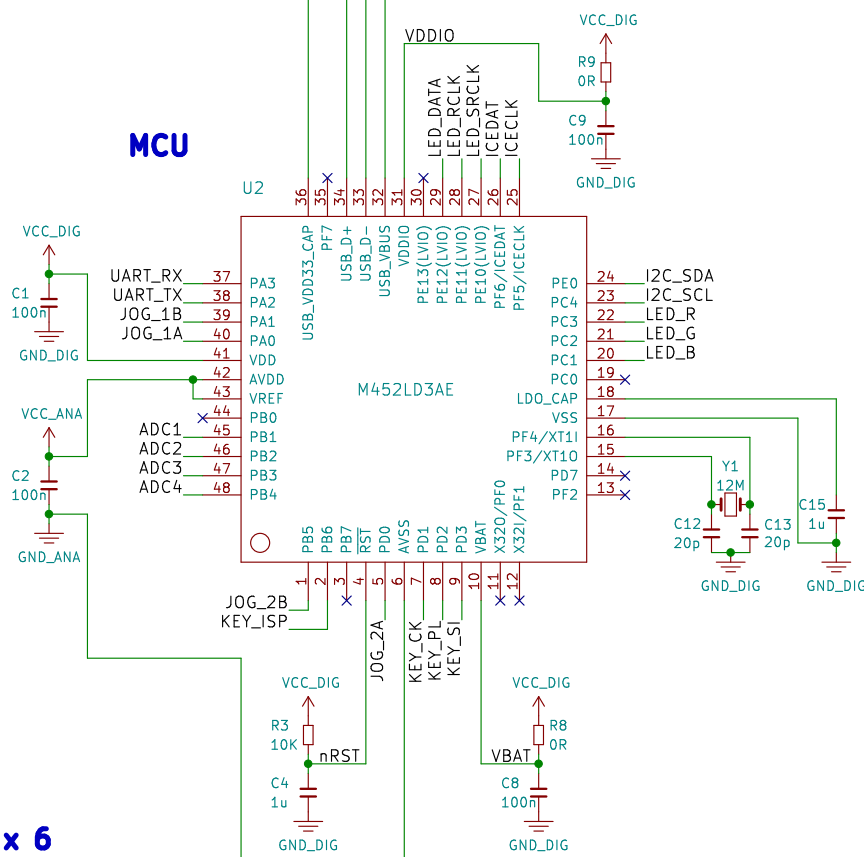 VCC_DIG
VDDIO
R9
0R
LED_DATA
LED_RCLK
LED_SRCLK
ICEDAT
ICECLK
C9
100n
GND_DIG
MCU
U2
36
35
34
33
32
31
30
29
28
27
26
25
USB_VDD33_CAP
PF7
USB_D+
USB_D-
USB_VBUS
VDDIO
PE13(LVIO)
PE12(LVIO)
PE11(LVIO)
PE10(LVIO)
PF6/ICEDAT
PF5/ICECLK
VCC_DIG
C1
100n
GND_DIG
UART_RX 37 PA3
UART_TX 38 PA2
JOG_1B 39 PA1
JOG_1A 40 PA0
41 VDD
42 AVDD
43 VREF
44 PB0
ADC1 45 PB1
ADC2 46 PB2
ADC3 47 PB3
ADC4 48 PB4
VCC_ANA
C2
100n
GND_ANA
M452LD3AE
PE0 24 I2C_SDA
PC4 23 I2C_SCL
PC3 22 LED_R
PC2 21 LED_G
PC1 20 LED_B
PC0 19
LDO_CAP 18
VSS 17
PF4/XT1I 16
PF3/XT1O 15
PD7 14
PF2 13
Y1
12M
C12
20p
C13
20p
GND_DIG
C15
1u
GND_DIG
PB5
PB6
PB7
RST
PD0
AVSS
PD1
PD2
PD3
VBAT
X32O/PF0
X32I/PF1
1
2
3
4
5
6
7
8
9
10
11
12
JOG_2B
KEY_ISP
JOG_2A
KEY_CK
KEY_PL
KEY_SI
VCC_DIG
R3
10K
nRST
C4
1u
GND_DIG
VCC_DIG
R8
0R
VBAT
C8
100n
GND_DIG
x 6